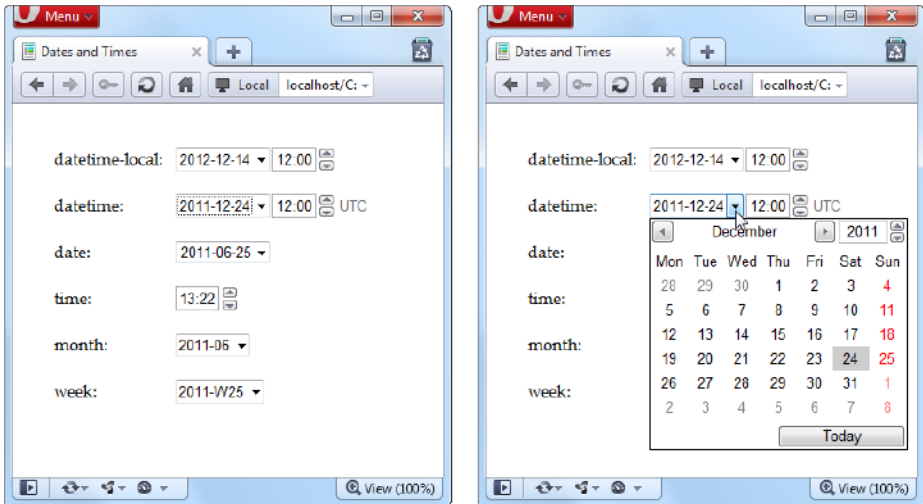 Menu
Dates and Times
Local localhost/C:
datetime-local: 2012-12-14 12:00
datetime: 2011-12-24 12:00 UTC
date: 2011-06-25
time: 13:22
month: 2011-06
week: 2011-W25
View (100%)
Menu
Dates and Times
Local localhost/C:
datetime-local: 2012-12-14 12:00
datetime: 2011-12-24 12:00 UTC
date:
time:
month:
week:
December 2011
Mon Tue Wed Thu Fri Sat Sun
28 29 30 1 2 3 4
5 6 7 8 9 10 11
12 13 14 15 16 17 18
19 20 21 22 23 24 25
26 27 28 29 30 31 1
2 3 4 5 6 7 8
Today
View (100%)